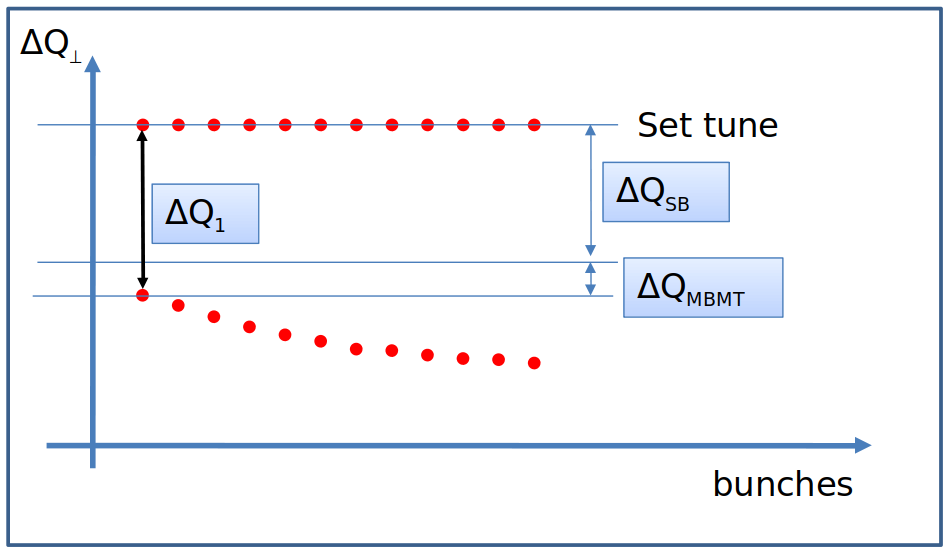 ΔQ⊥
Set tune
ΔQSB
ΔQ1
ΔQMBMT
bunches